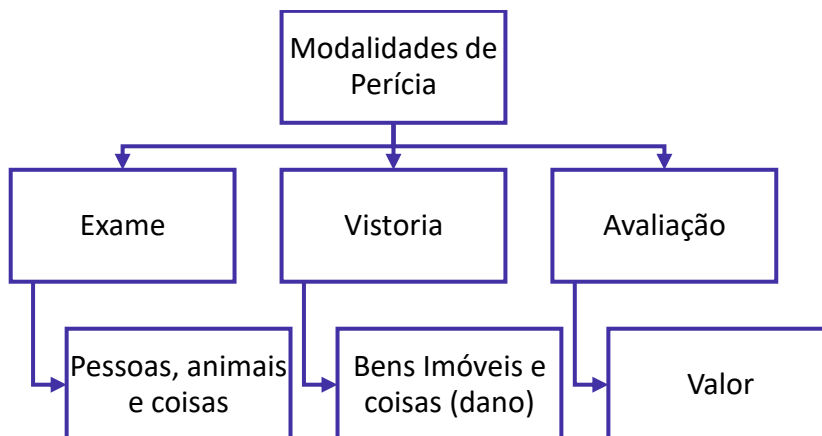 Modalidades de
Perícia
Exame
Vistoria
Avaliação
Pessoas, animais
e coisas
Bens Imóveis e
coisas (dano)
Valor